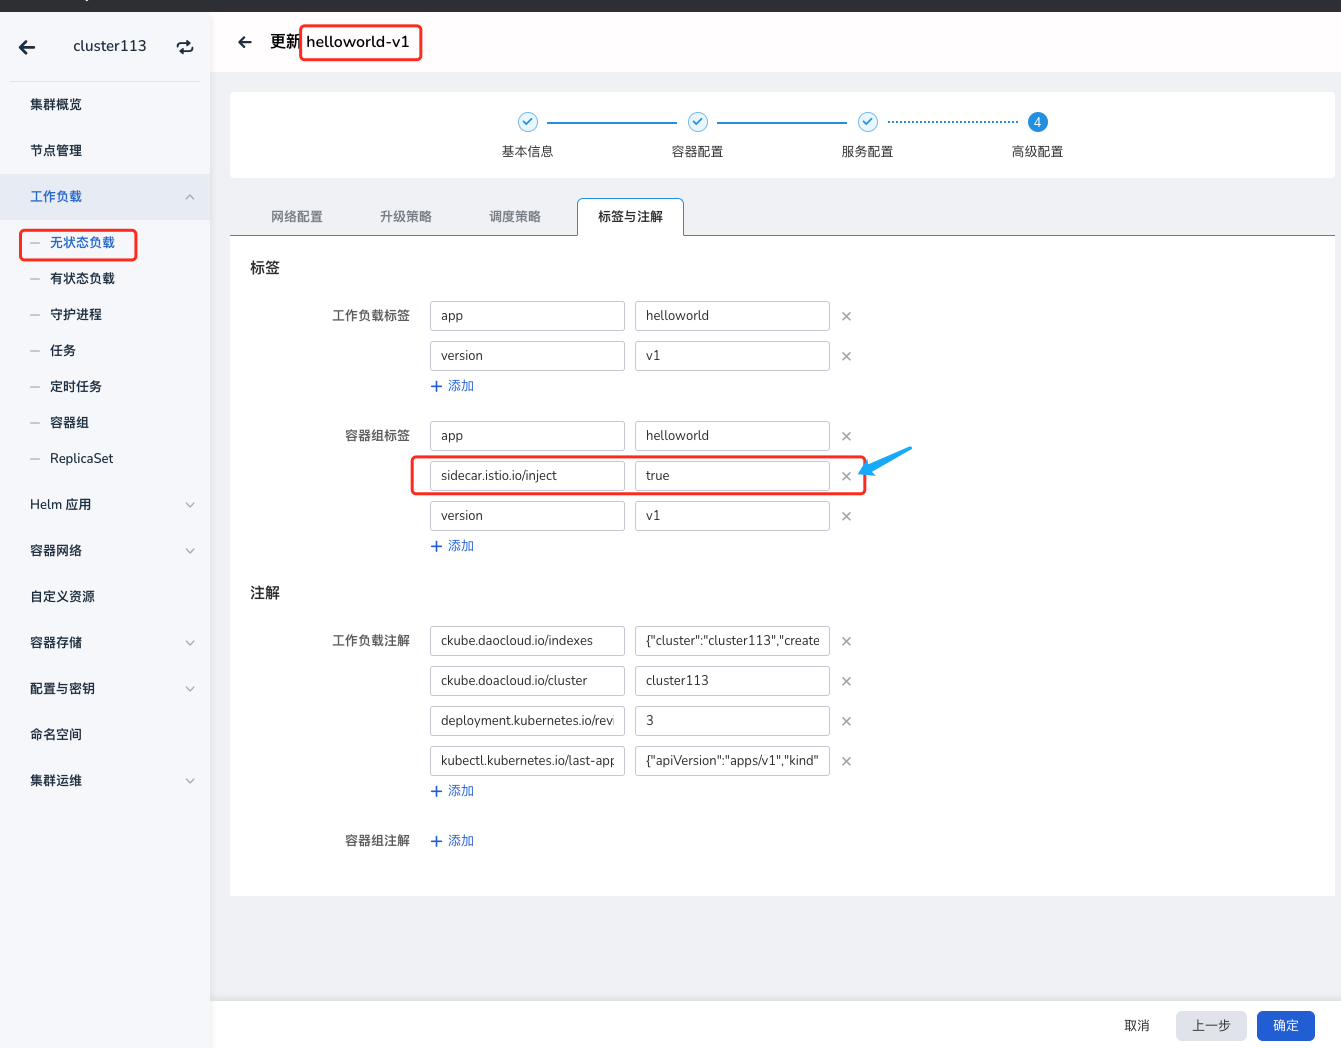 cluster113
集群概览
节点管理
工作负载
无状态负载
有状态负载
守护进程
任务
定时任务
容器组
ReplicaSet
Helm 应用
容器网络
自定义资源
容器存储
配置与密钥
命名空间
集群运维
更新 helloworld-v1
4
基本信息 容器配置 服务配置 高级配置
网络配置 升级策略 调度策略 标签与注解
标签
工作负载标签 app helloworld
version v1
添加
容器组标签 app helloworld
sidecar.istio.io/inject true
version v1
添加
注解
工作负载注解 ckube.daocloud.io/indexes {"cluster":"cluster113","create
ckube.doacloud.io/cluster cluster113
deployment.kubernetes.io/revi 3
kubectl.kubernetes.io/last-app {"apiVersion":"apps/v1","kind"
添加
容器组注解 添加
取消 上一步 确定